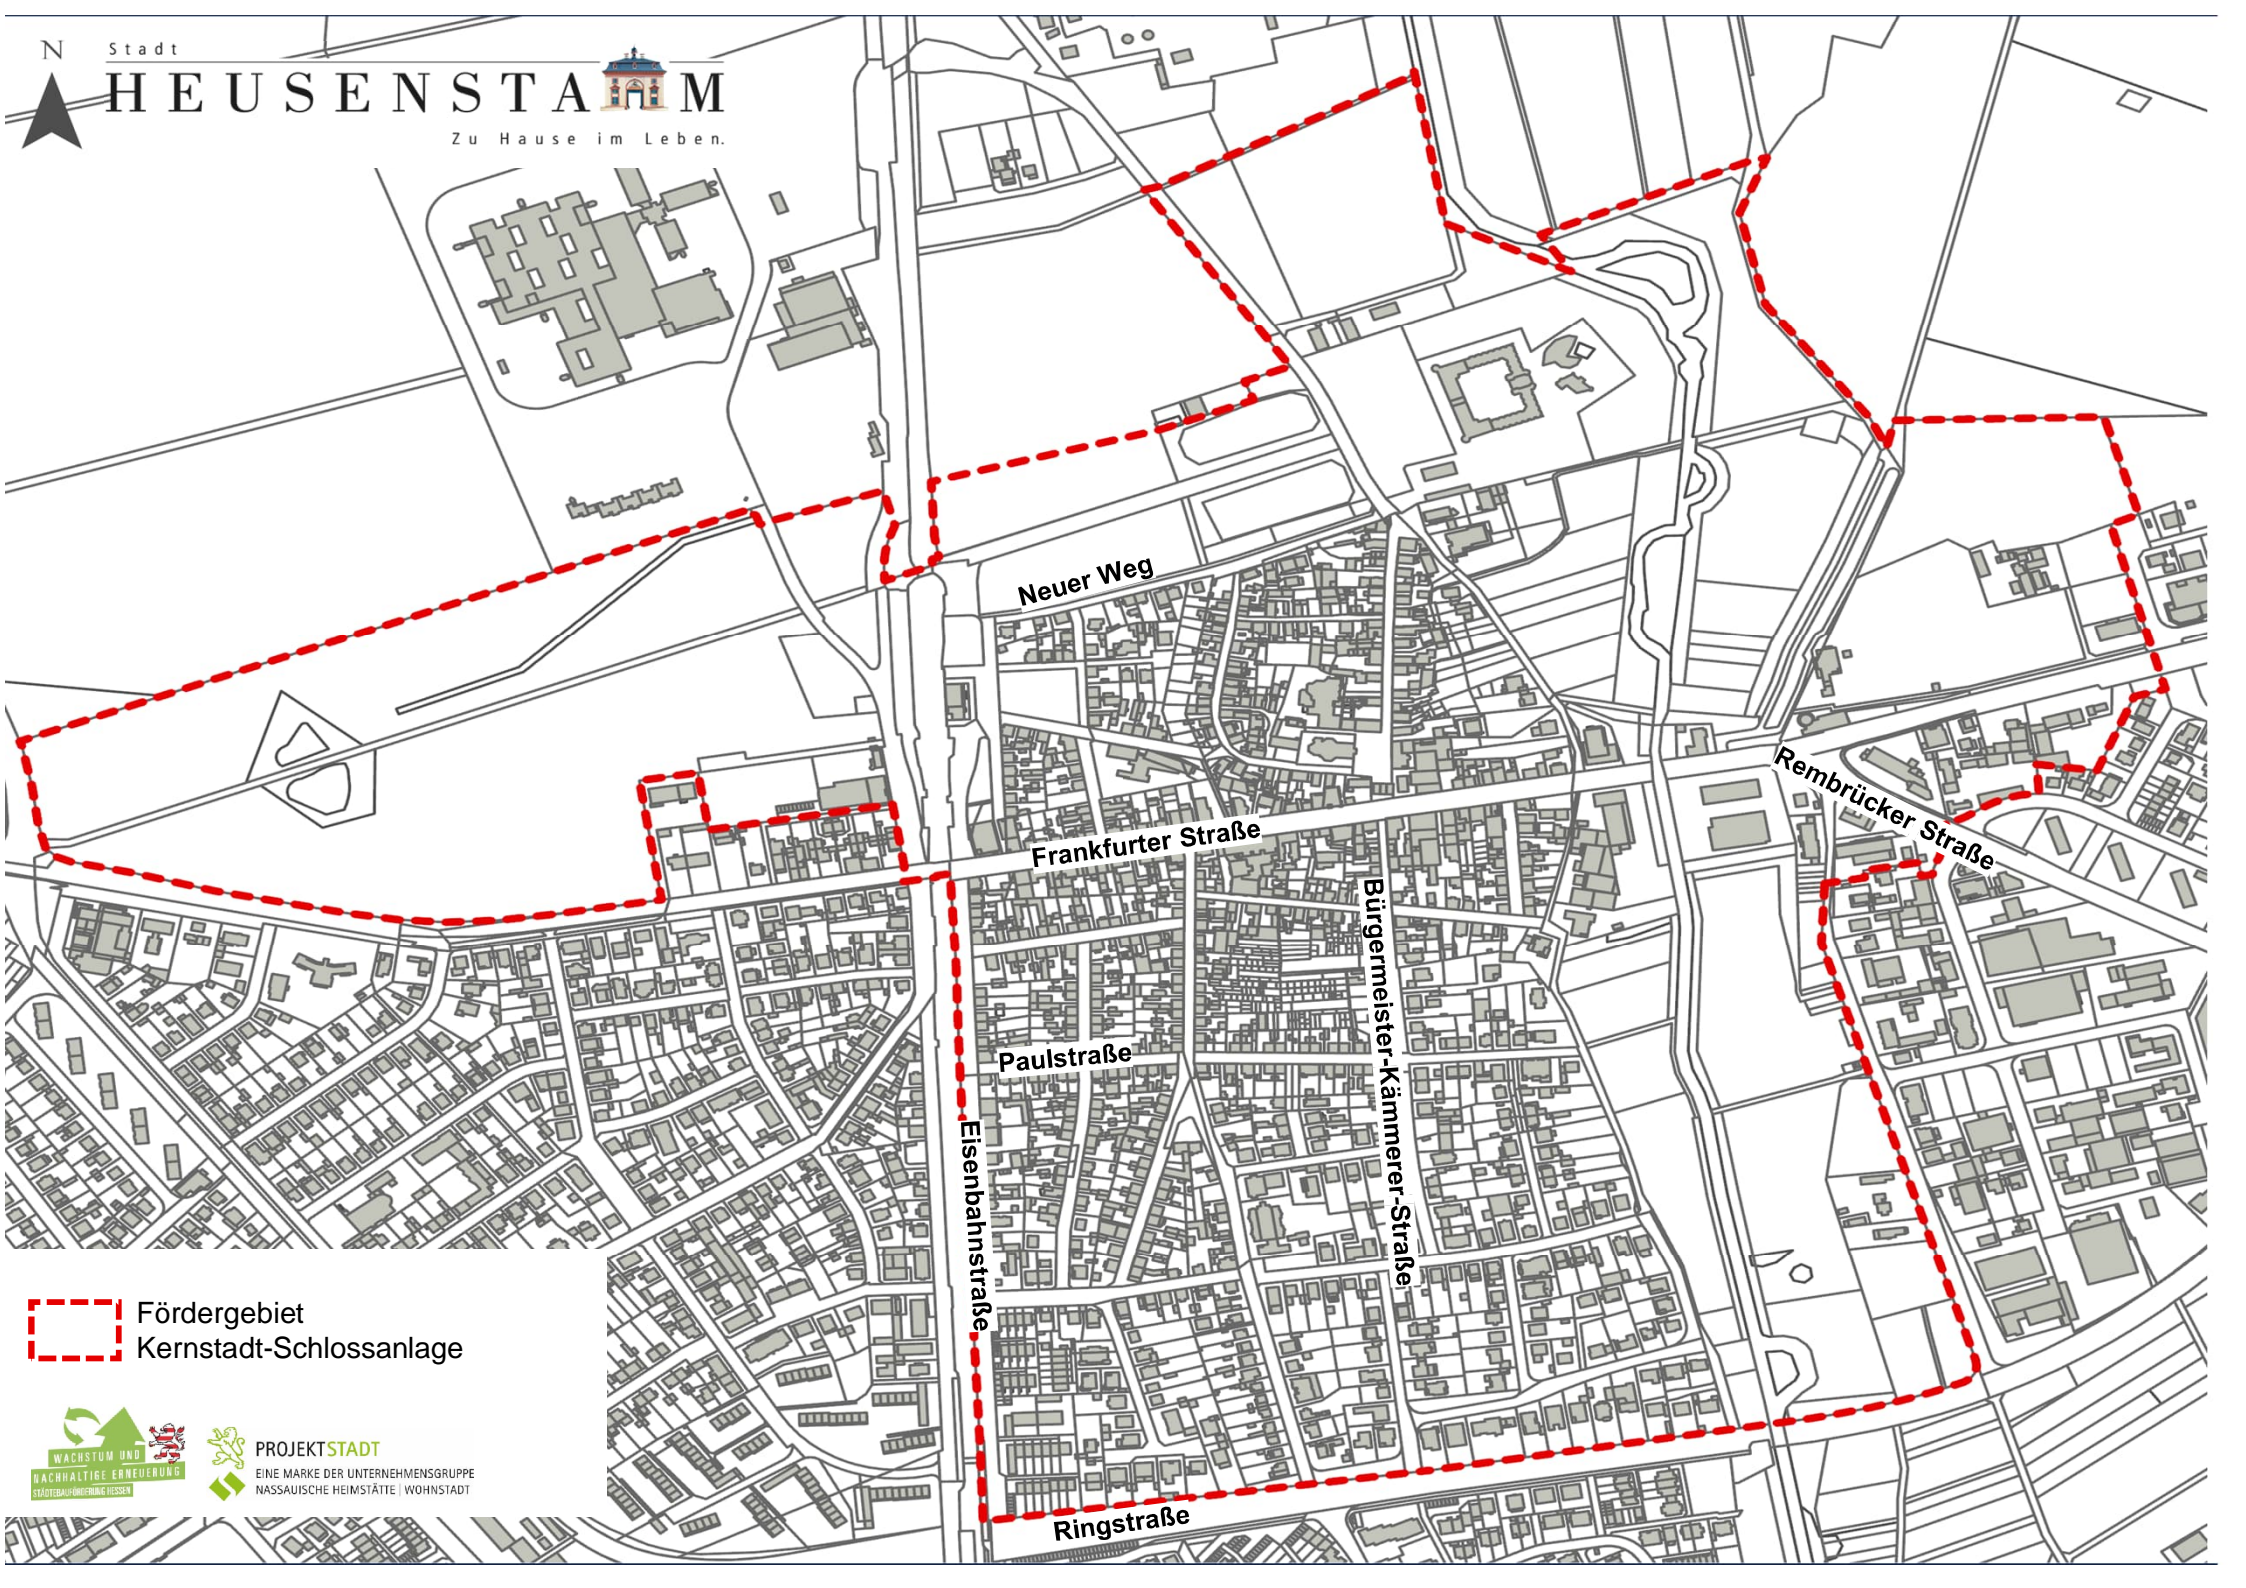 N
Stadt
HEUSENSTAMM
Zu Hause im Leben.
Neuer Weg
Rembrücker Straße
Frankfurter Straße
Bürgermeister-Kämmerer-Straße
Paulstraße
Eisenbahnstraße
Ringstraße
Fördergebiet
Kernstadt-Schlossanlage
WACHSTUM UND
NACHHALTIGE ERNEUERUNG
STÄDTEBAUFÖRDERUNG HESSEN
PROJEKTSTADT
EINE MARKE DER UNTERNEHMENSGRUPPE
NASSAUISCHE HEIMSTÄTTE | WOHNSTADT